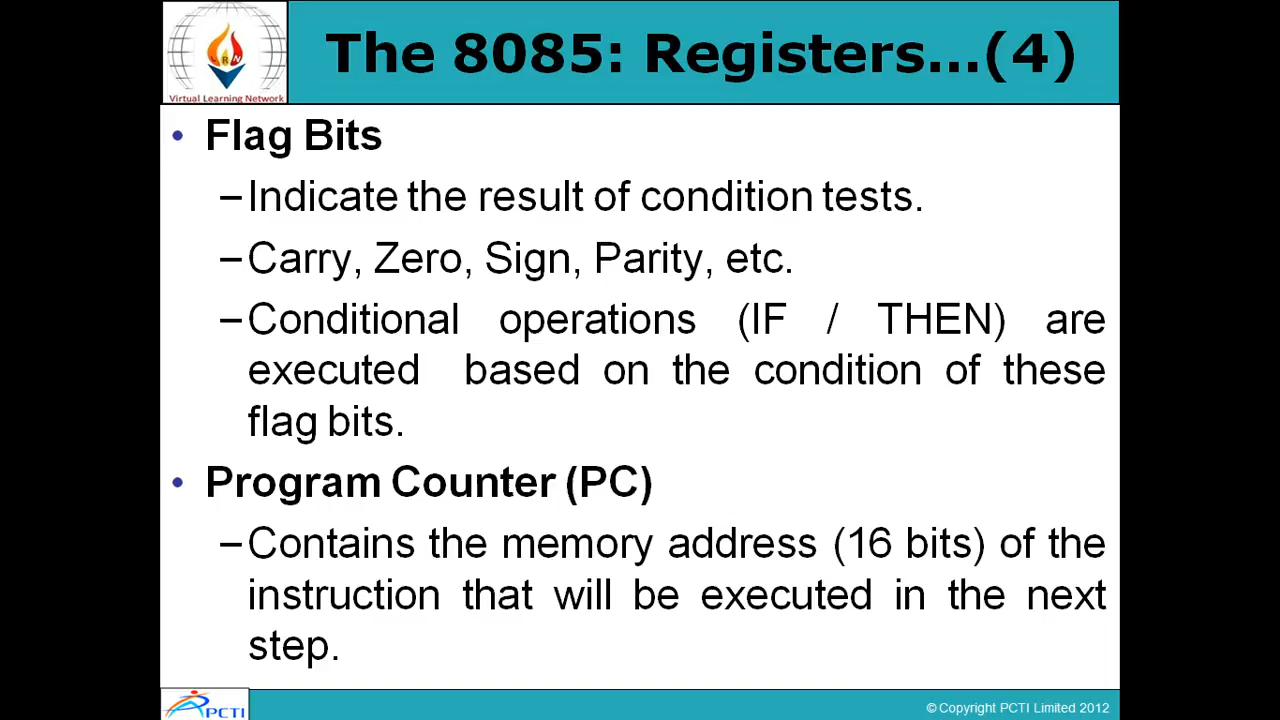 The 8085: Registers...(4)
LRN
Virtual Learning Network
• Flag Bits
–Indicate the result of condition tests.
–Carry, Zero, Sign, Parity, etc.
–Conditional operations (IF / THEN) are
executed based on the condition of these
flag bits.
• Program Counter (PC)
–Contains the memory address (16 bits) of the
instruction that will be executed in the next
step.
PCTI
© Copyright PCTI Limited 2012